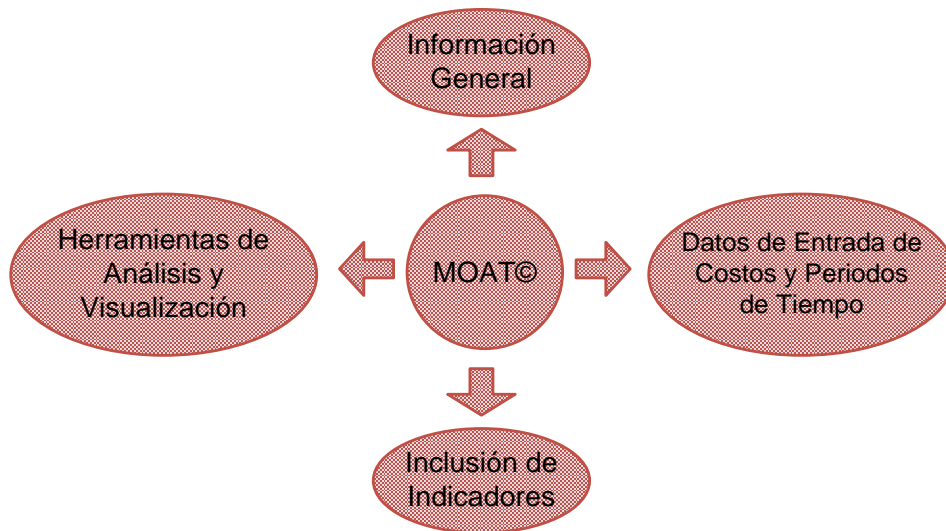 Información
General
Herramientas de
Análisis y
Visualización
MOAT©
Datos de Entrada de
Costos y Periodos
de Tiempo
Inclusión de
Indicadores